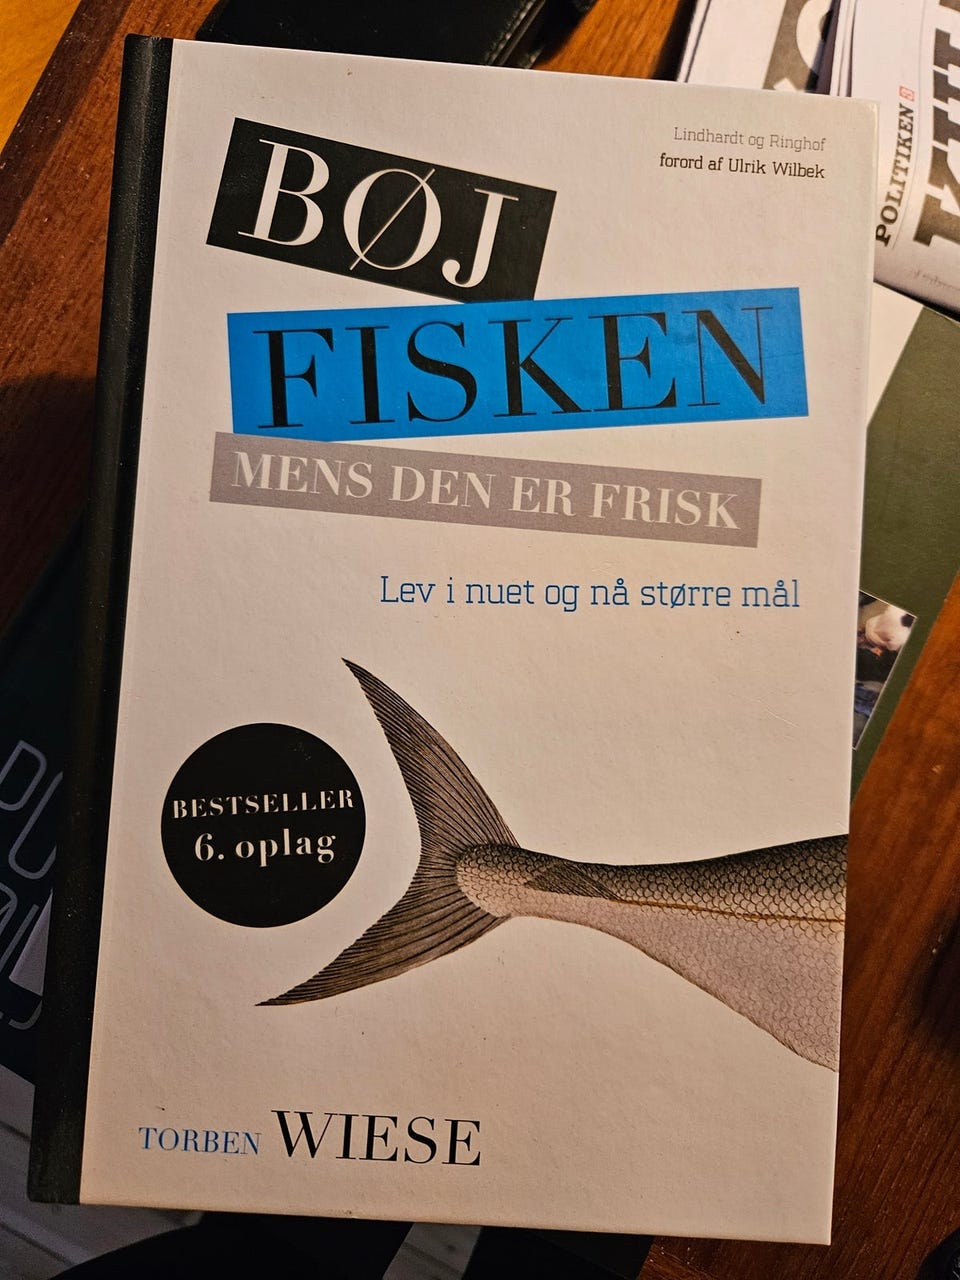 Lindhardt og Ringhof
forord af Ulrik Wilbek
BØJ
FISKEN
MENS DEN ER FRISK
Lev i nuet og nå større mål
BESTSELLER
6. oplag
TORBEN WIESE
POLITIKEN